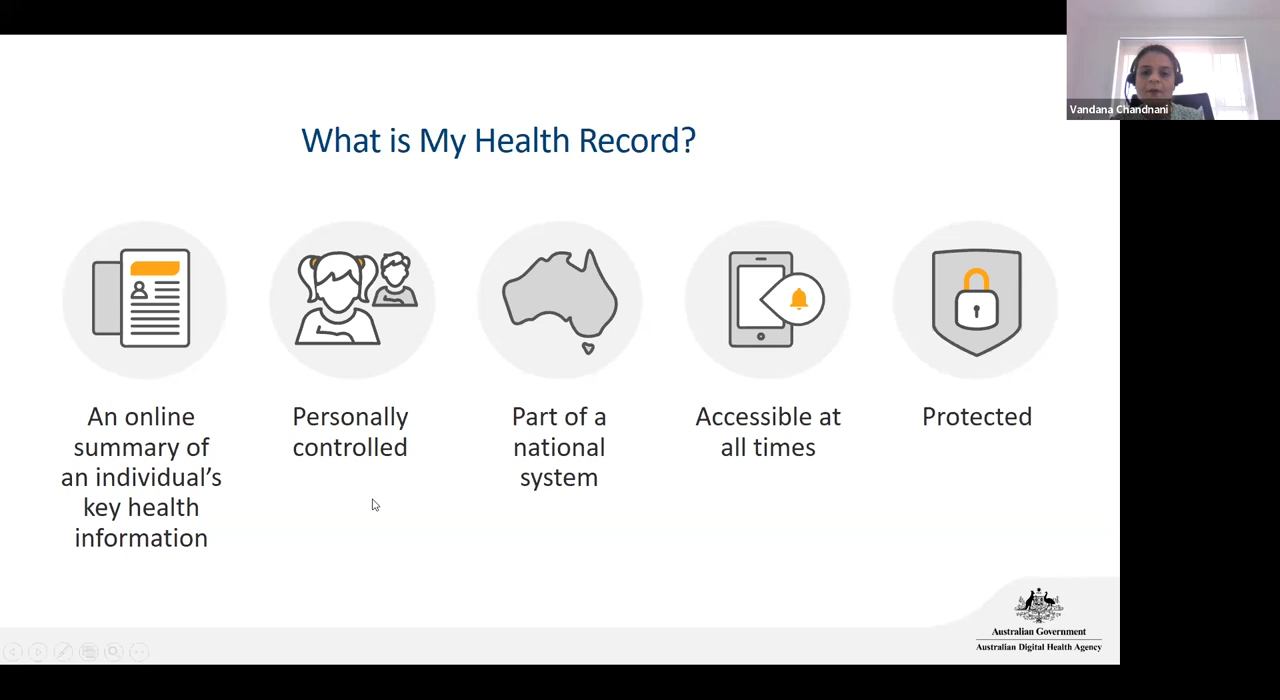 Vandana Chandnani
What is My Health Record?
An online
summary of
an individual's
key health
information
Personally
controlled
Part of a
national
system
Accessible at
all times
Protected
Australian Government
Australian Digital Health Agency